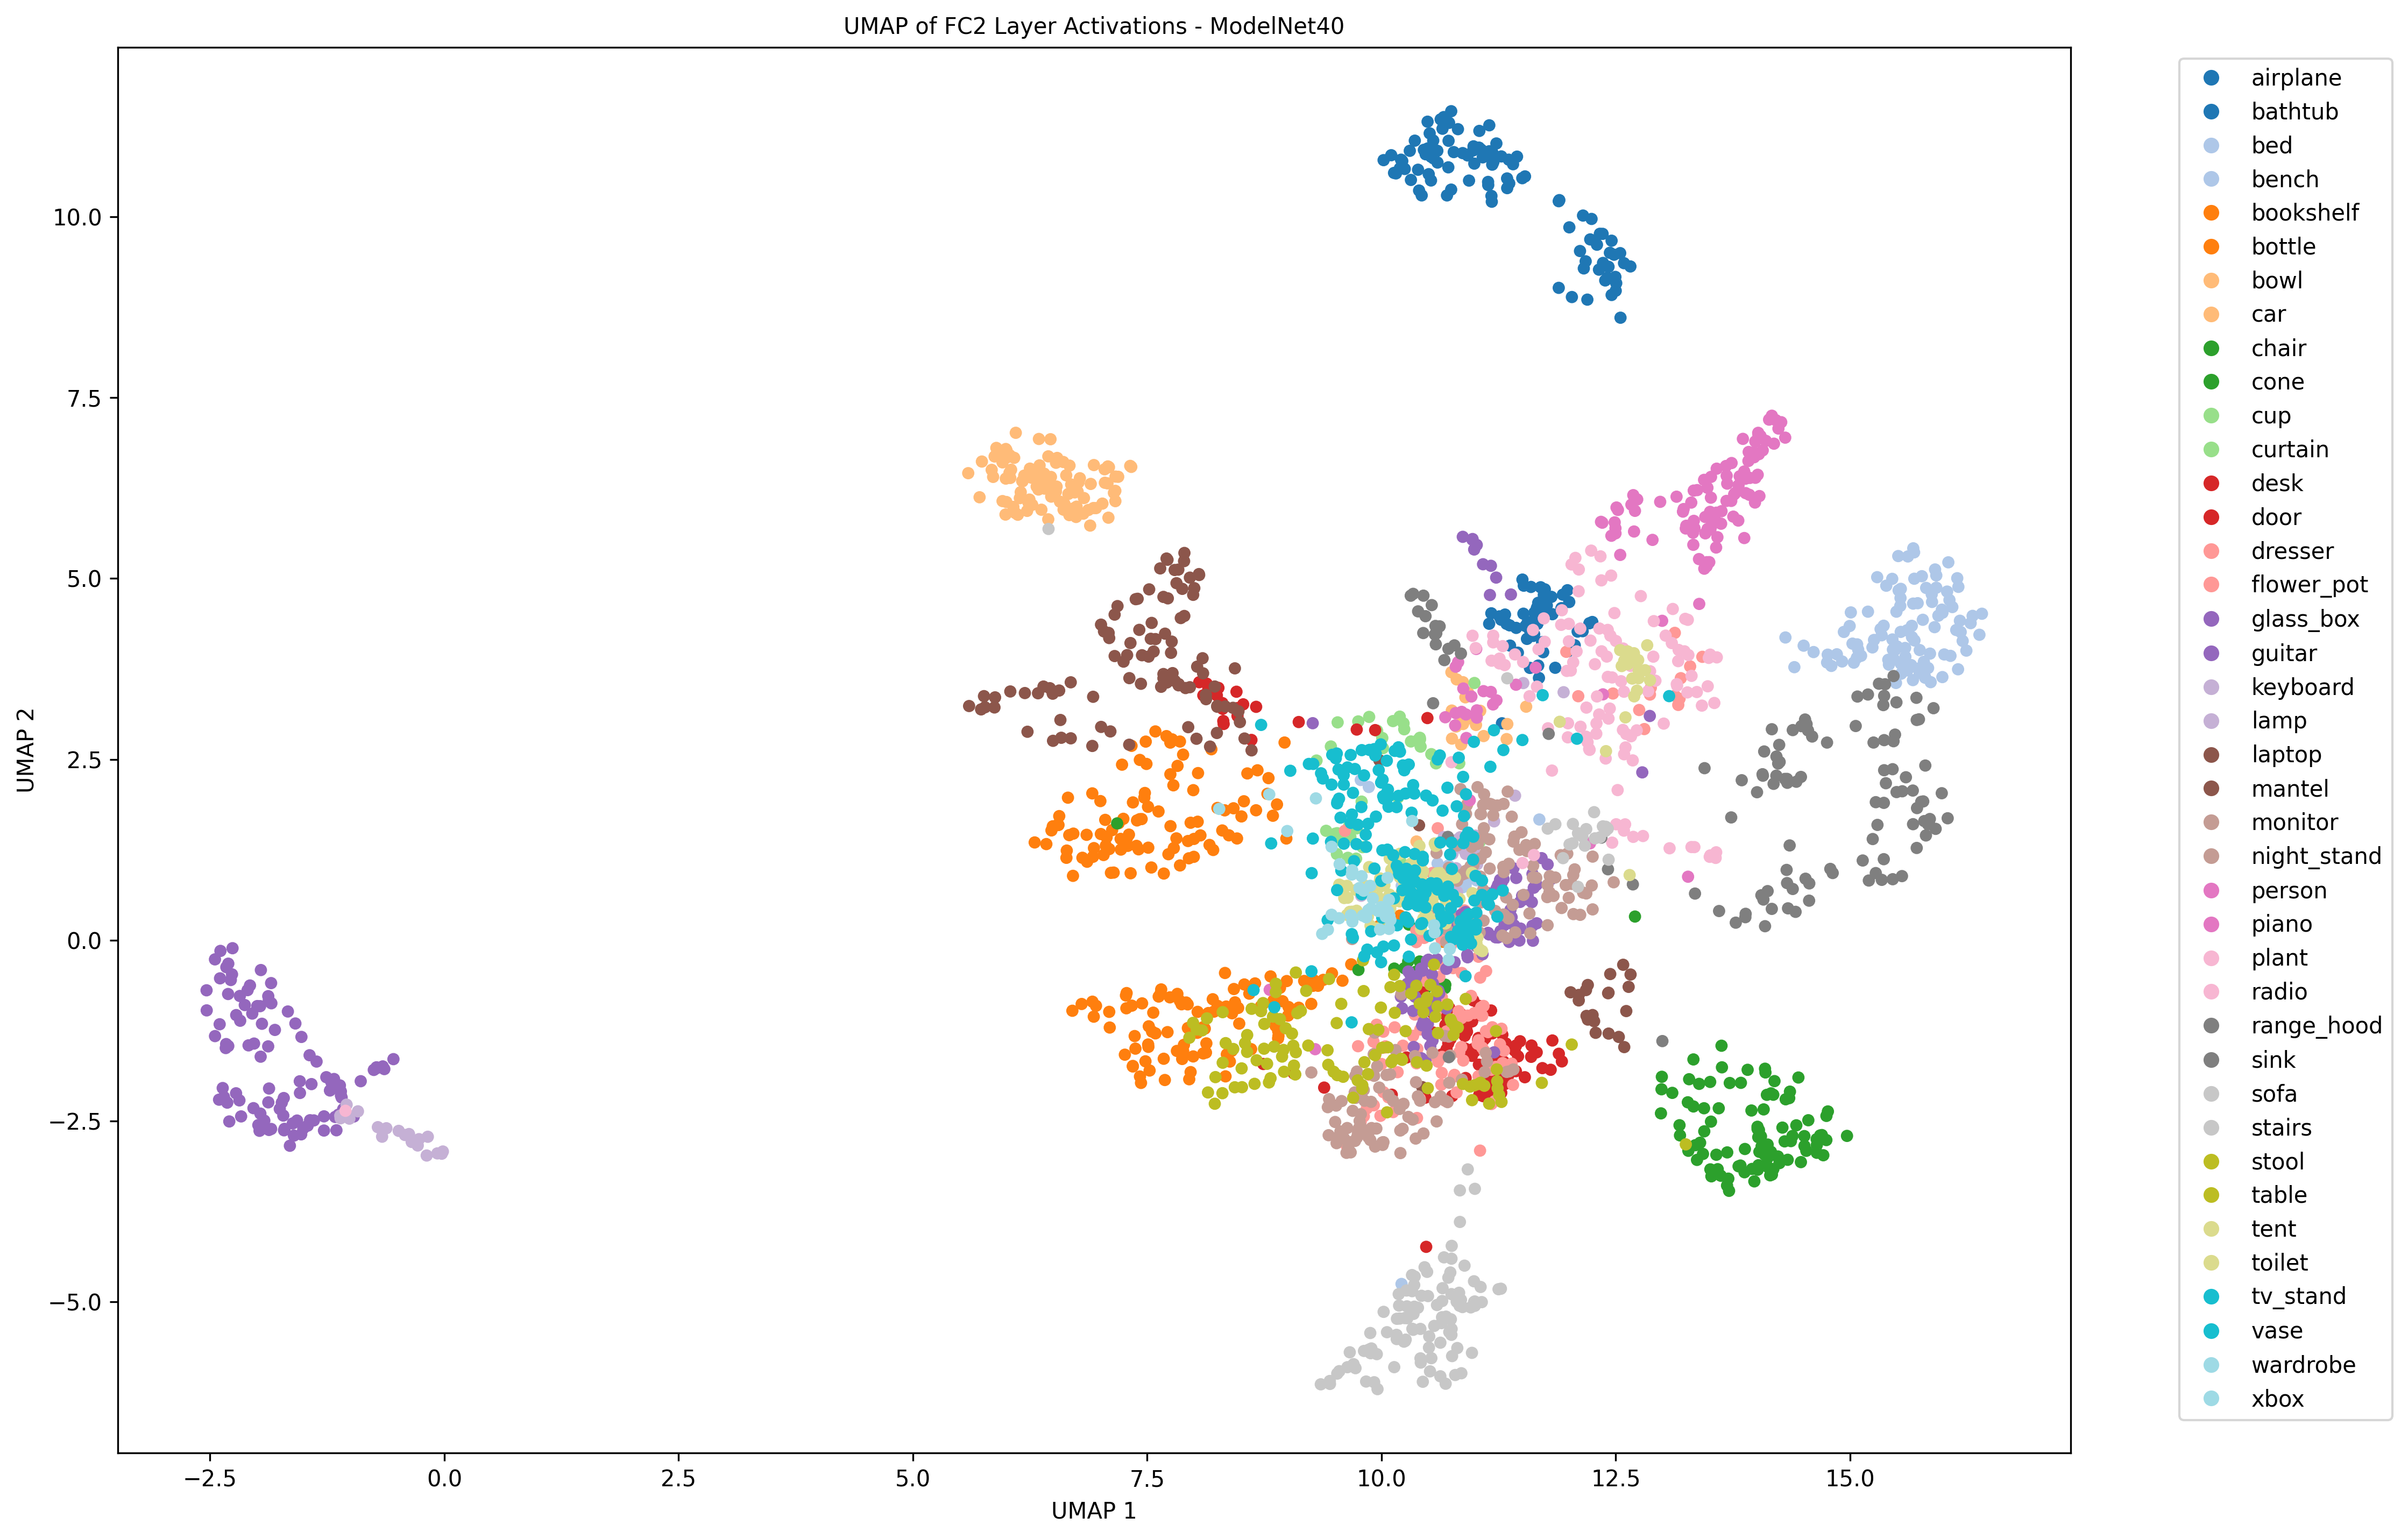 UMAP of FC2 Layer Activations - ModelNet40
10.0
7.5
5.0
2.5
0.0
−2.5
−5.0
UMAP 2
−2.5
0.0
2.5
5.0
7.5
10.0
12.5
15.0
UMAP 1
airplane
bathtub
bed
bench
bookshelf
bottle
bowl
car
chair
cone
cup
curtain
desk
door
dresser
flower_pot
glass_box
guitar
keyboard
lamp
laptop
mantel
monitor
night_stand
person
piano
plant
radio
range_hood
sink
sofa
stairs
stool
table
tent
toilet
tv_stand
vase
wardrobe
xbox